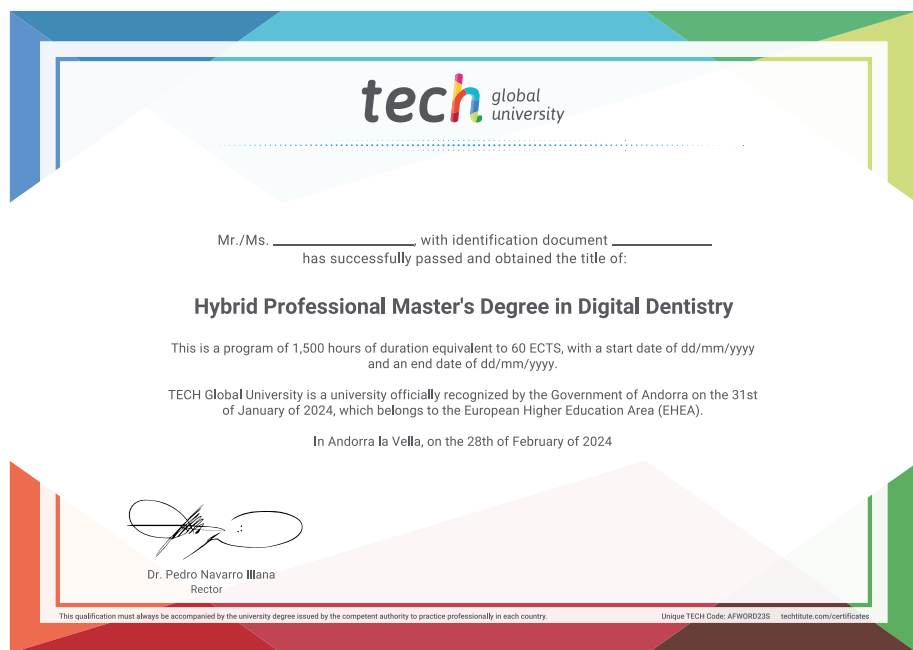 tech global university
Mr./Ms. ______________, with identification document __________
has successfully passed and obtained the title of:
Hybrid Professional Master's Degree in Digital Dentistry
This is a program of 1,500 hours of duration equivalent to 60 ECTS, with a start date of dd/mm/yyyy
and an end date of dd/mm/yyyy.
TECH Global University is a university officially recognized by the Government of Andorra on the 31st
of January of 2024, which belongs to the European Higher Education Area (EHEA).
In Andorra la Vella, on the 28th of February of 2024
Dr. Pedro Navarro Illana
Rector
This qualification must always be accompanied by the university degree issued by the competent authority to practice professionally in each country. Unique TECH Code: AFWORD23S techtitute.com/certificates